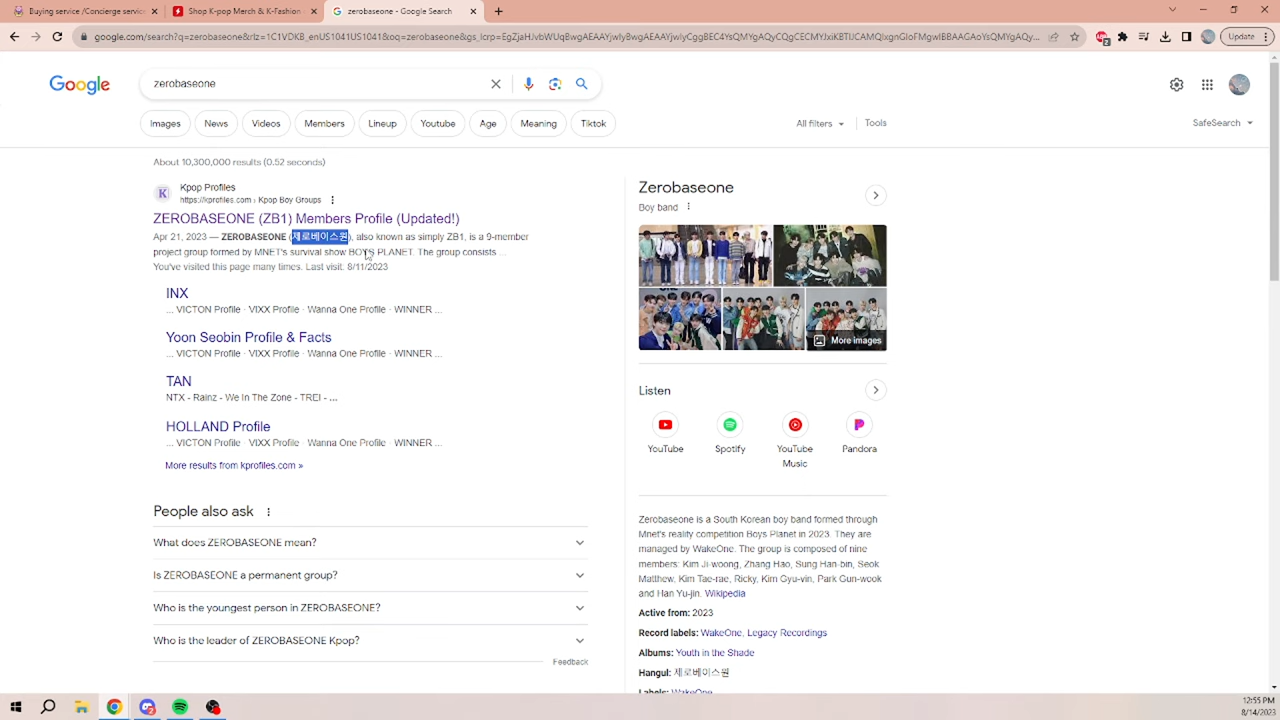 Buying service /Concierge servic
Shop K-pop Merch & K-Fashion
zerobaseone - Google Search
google.com/search?q=zerobaseone&rlz=1C1VDKB_enUS1041US1041&oq=zerobaseone&gs_lcrp=
Update
Google
zerobaseone
Images
News
Videos
Members
Lineup
Youtube
Age
Meaning
Tiktok
All filters
Tools
SafeSearch
About 10,300,000 results (0.52 seconds)
Kpop Profiles
https://kprofiles.com › Kpop Boy Groups
ZEROBASEONE (ZB1) Members Profile (Updated!)
Apr 21, 2023 — ZEROBASEONE (제로베이스원), also known as simply ZB1, is a 9-member
project group formed by MNET's survival show BOYS PLANET. The group consists ...
You've visited this page many times. Last visit: 8/11/2023
INX
... VICTON Profile · VIXX Profile · Wanna One Profile · WINNER ...
Yoon Seobin Profile & Facts
... VICTON Profile · VIXX Profile · Wanna One Profile · WINNER ...
TAN
NTX - Rainz - We In The Zone - TREI - ...
HOLLAND Profile
... VICTON Profile · VIXX Profile · Wanna One Profile · WINNER ...
More results from kprofiles.com »
People also ask
What does ZEROBASEONE mean?
Is ZEROBASEONE a permanent group?
Who is the youngest person in ZEROBASEONE?
Who is the leader of ZEROBASEONE Kpop?
Feedback
Zerobaseone
Boy band
More images
Listen
YouTube
Spotify
YouTube
Music
Pandora
Zerobaseone is a South Korean boy band formed through
Mnet's reality competition Boys Planet in 2023. They are
managed by WakeOne. The group is composed of nine
members: Kim Ji-woong, Zhang Hao, Sung Han-bin, Seok
Matthew, Kim Tae-rae, Ricky, Kim Gyu-vin, Park Gun-wook
and Han Yu-jin. Wikipedia
Active from: 2023
Record labels: WakeOne, Legacy Recordings
Albums: Youth in the Shade
Hangul: 제로베이스원
Labels: WakeOne
12:55 PM
8/14/2023